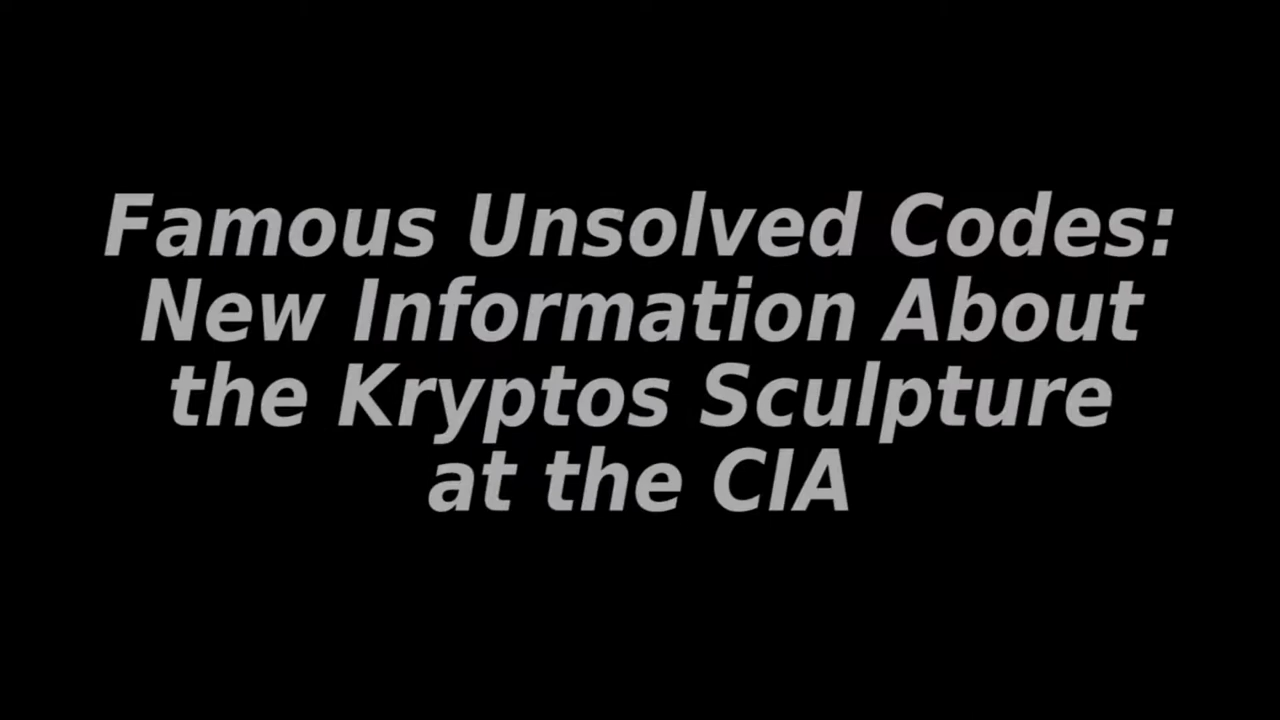 Famous Unsolved Codes:
New Information About
the Kryptos Sculpture
at the CIA